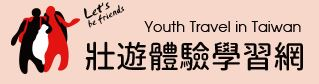 Let's
be friends
Youth Travel in Taiwan
壯遊體驗學習網